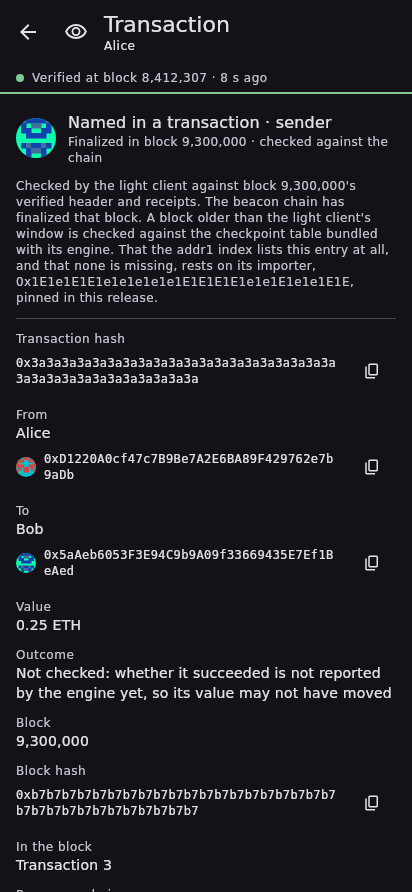 Transaction
Alice
Verified at block 8,412,307 · 8 s ago
Named in a transaction · sender
Finalized in block 9,300,000 · checked against the
chain
Checked by the light client against block 9,300,000's
verified header and receipts. The beacon chain has
finalized that block. A block older than the light client's
window is checked against the checkpoint table bundled
with its engine. That the addr1 index lists this entry at all,
and that none is missing, rests on its importer,
0x1E1e1E1E1e1e1e1e1e1E1E1E1E1e1e1E1e1e1e1E,
pinned in this release.
Transaction hash
0x3a3a3a3a3a3a3a3a3a3a3a3a3a3a3a3a3a3a3a3a
3a3a3a3a3a3a3a3a3a3a3a3a
From
Alice
0xD1220A0cf47c7B9Be7A2E6BA89F429762e7b
9aDb
To
Bob
0x5aAeb6053F3E94C9b9A09f33669435E7Ef1B
eAed
Value
0.25 ETH
Outcome
Not checked: whether it succeeded is not reported
by the engine yet, so its value may not have moved
Block
9,300,000
Block hash
0xb7b7b7b7b7b7b7b7b7b7b7b7b7b7b7b7b7b7b7b7
b7b7b7b7b7b7b7b7b7b7b7b7
In the block
Transaction 3